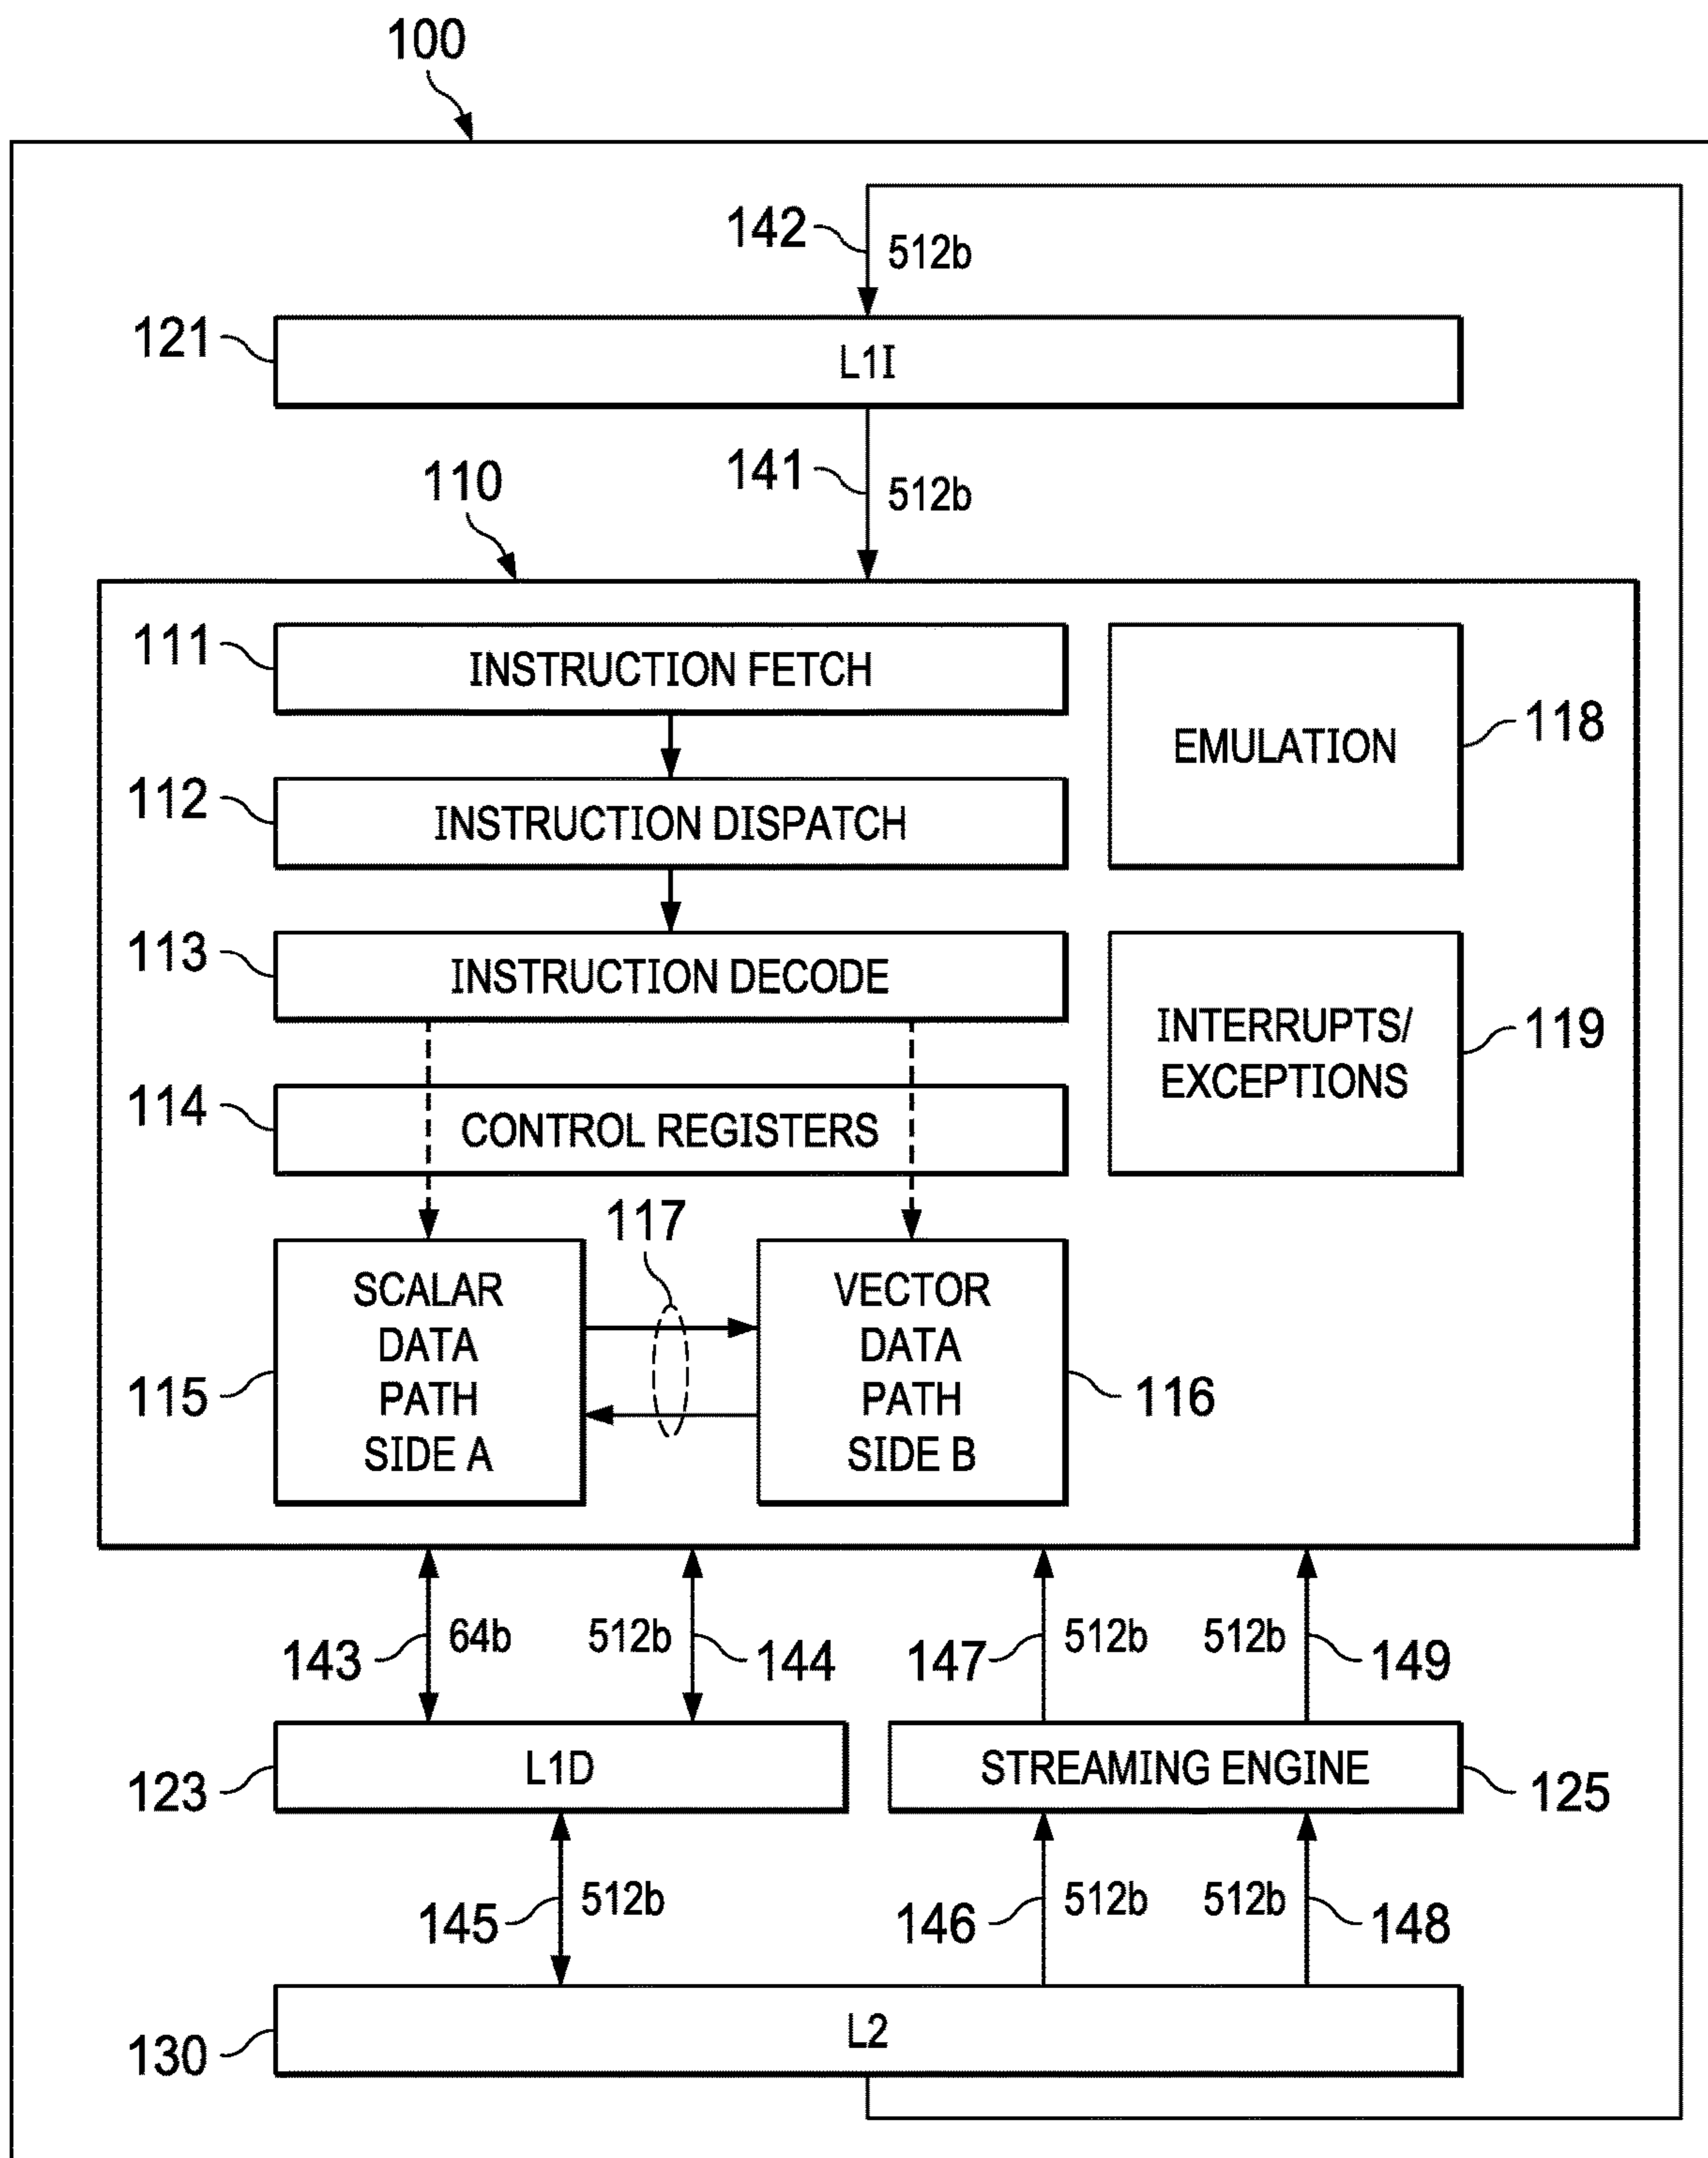 100
142
512b
121
L1I
141
512b
110
111
INSTRUCTION FETCH
EMULATION
118
112
INSTRUCTION DISPATCH
113
INSTRUCTION DECODE
INTERRUPTS/
EXCEPTIONS
119
114
CONTROL REGISTERS
117
SCALAR
DATA
PATH
SIDE A
115
VECTOR
DATA
PATH
SIDE B
116
143
64b
512b
144
147
512b
512b
149
123
L1D
STREAMING ENGINE
125
145
512b
146
512b
512b
148
130
L2